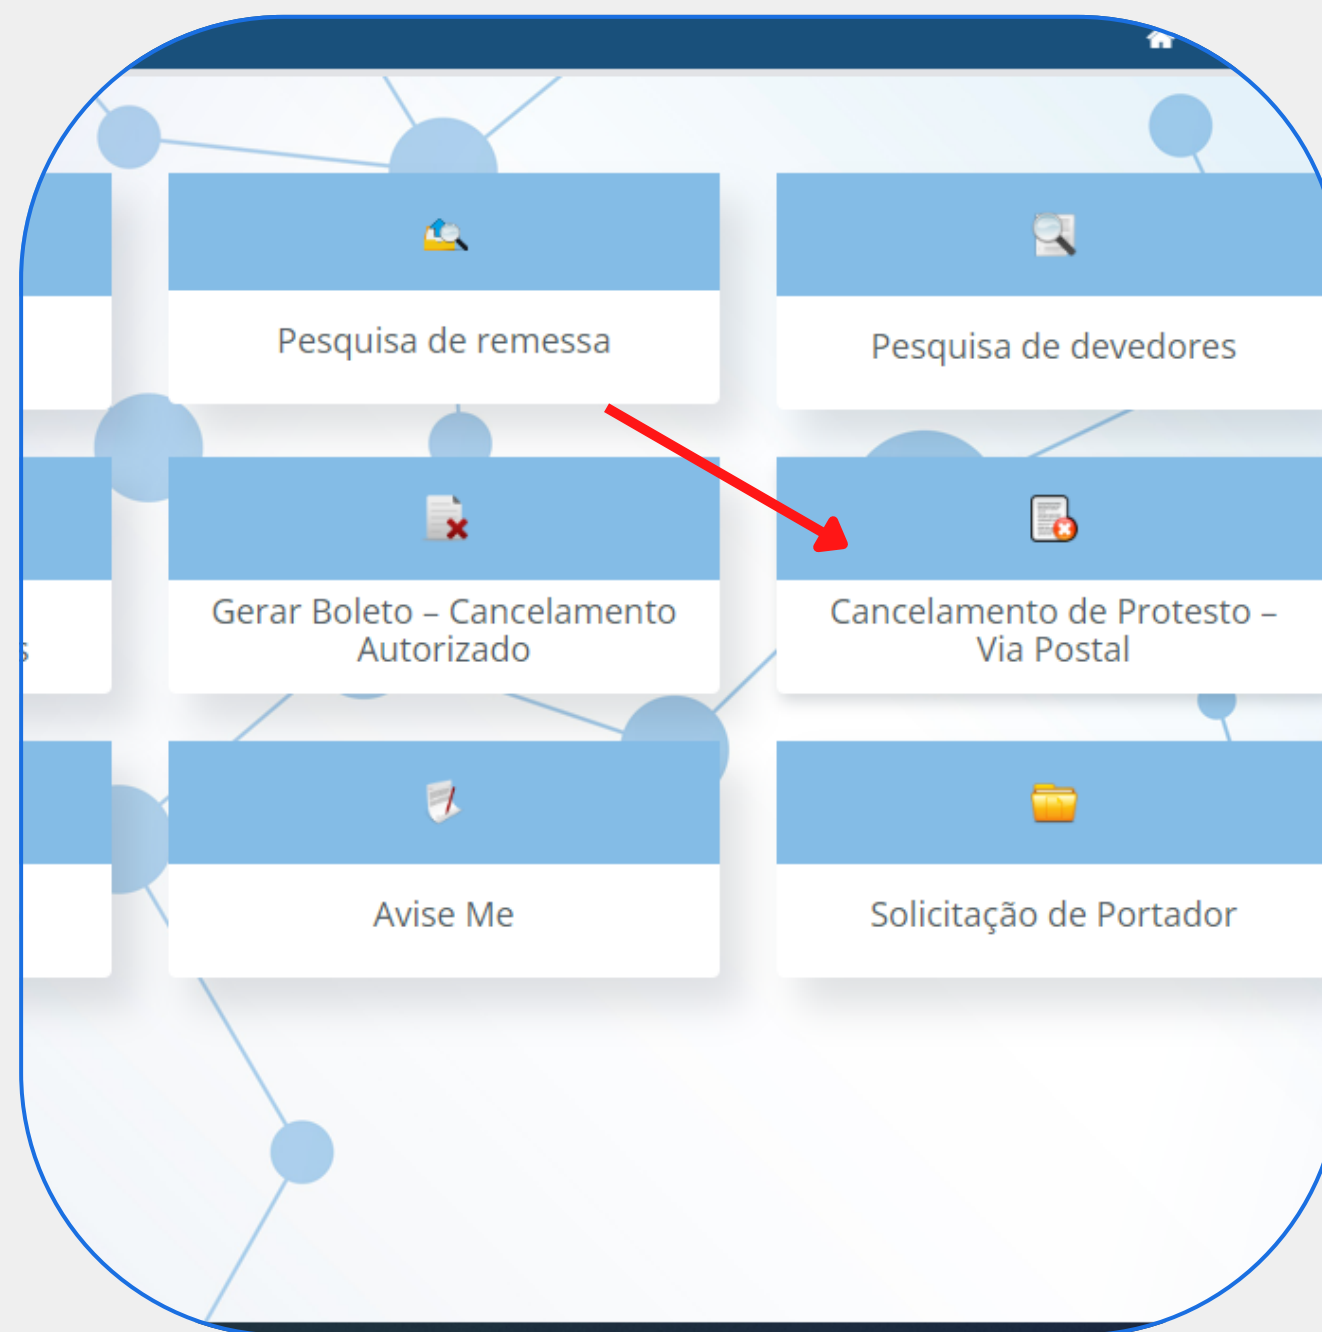 Pesquisa de remessa
Pesquisa de devedores
Gerar Boleto – Cancelamento
Autorizado
Cancelamento de Protesto –
Via Postal
Avise Me
Solicitação de Portador